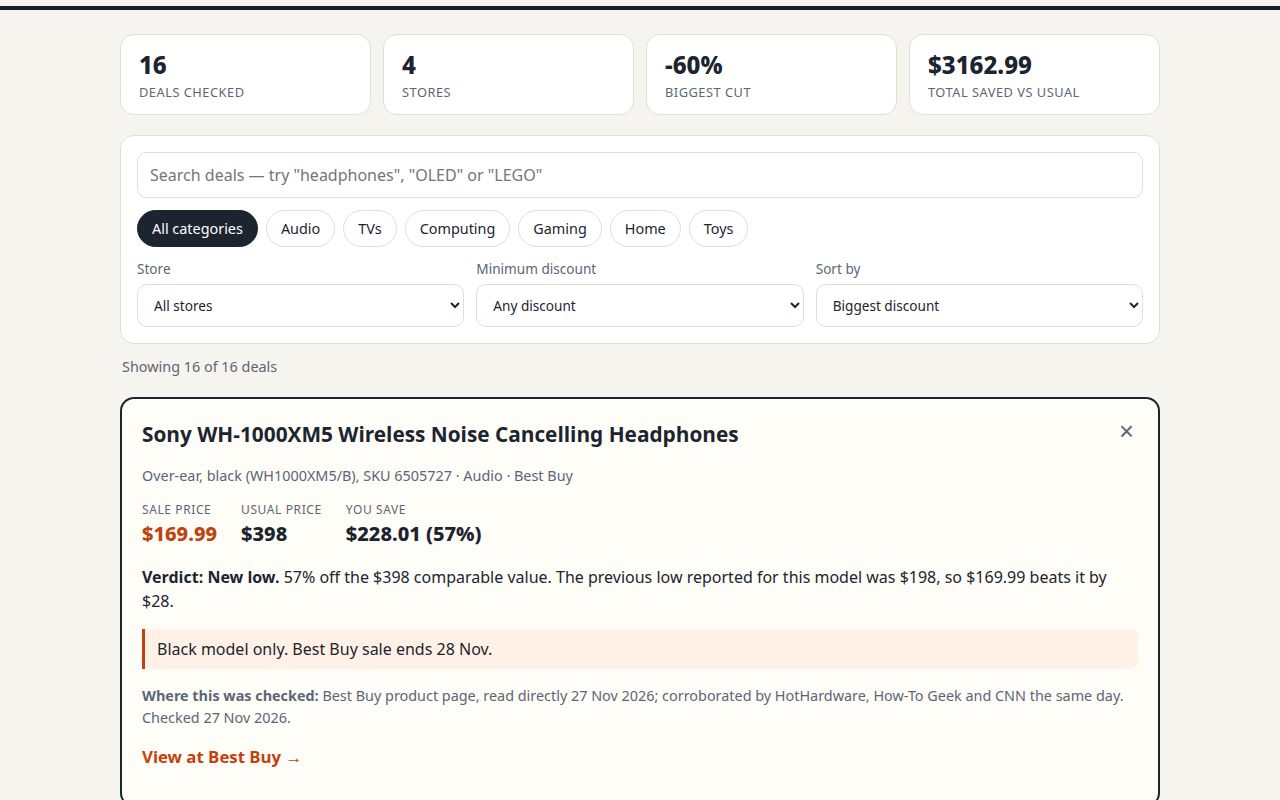 16
DEALS CHECKED
4
STORES
-60%
BIGGEST CUT
$3162.99
TOTAL SAVED VS USUAL
Search deals — try "headphones", "OLED" or "LEGO"
All categories Audio TVs Computing Gaming Home Toys
Store
All stores
Minimum discount
Any discount
Sort by
Biggest discount
Showing 16 of 16 deals
Sony WH-1000XM5 Wireless Noise Cancelling Headphones ×
Over-ear, black (WH1000XM5/B), SKU 6505727 · Audio · Best Buy
SALE PRICE
$169.99
USUAL PRICE
$398
YOU SAVE
$228.01 (57%)
Verdict: New low. 57% off the $398 comparable value. The previous low reported for this model was $198, so $169.99 beats it by
$28.
Black model only. Best Buy sale ends 28 Nov.
Where this was checked: Best Buy product page, read directly 27 Nov 2026; corroborated by HotHardware, How-To Geek and CNN the same day.
Checked 27 Nov 2026.
View at Best Buy →